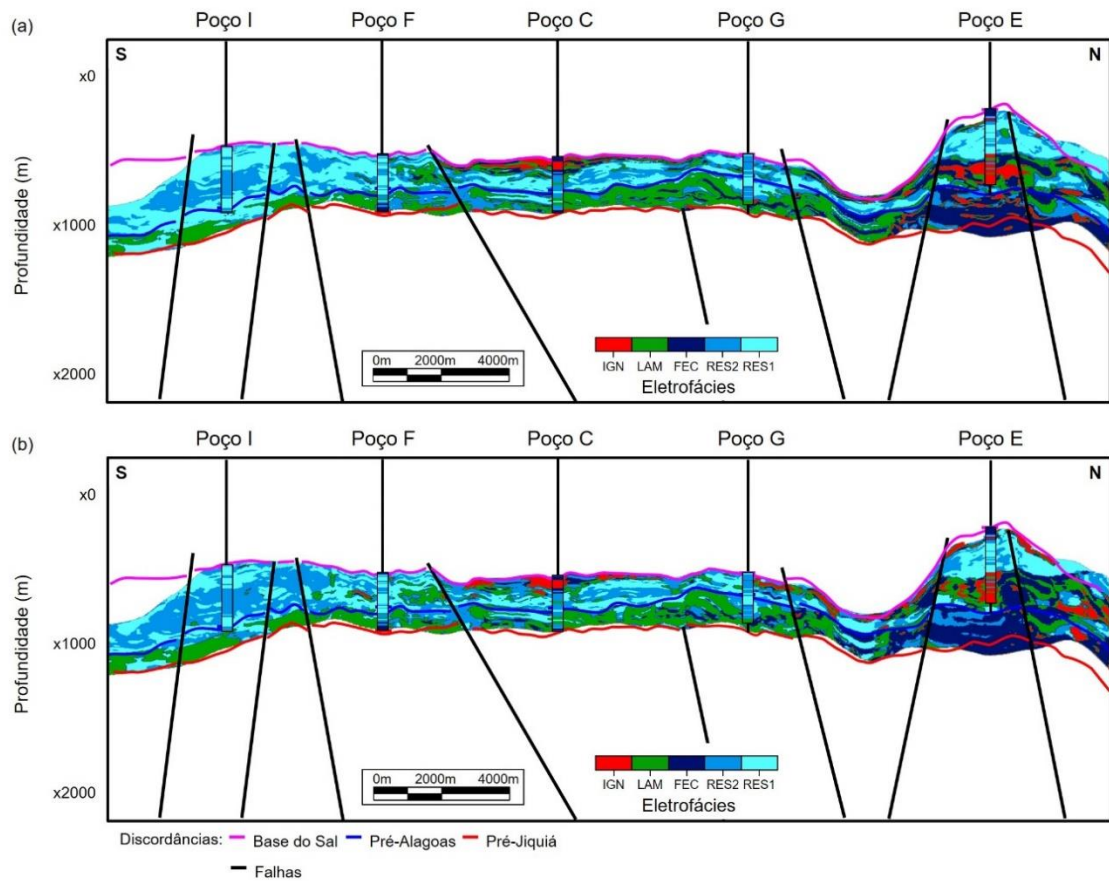 (a)
Poço I Poço F Poço C Poço G Poço E
S N
x0
x1000
x2000
Profundidade (m)
0m 2000m 4000m
IGN LAM FEC RES2 RES1
Eletrofácies
(b)
Poço I Poço F Poço C Poço G Poço E
S N
x0
x1000
x2000
Profundidade (m)
0m 2000m 4000m
IGN LAM FEC RES2 RES1
Eletrofácies
Discordâncias: Base do Sal Pré-Alagoas Pré-Jiquiá
Falhas